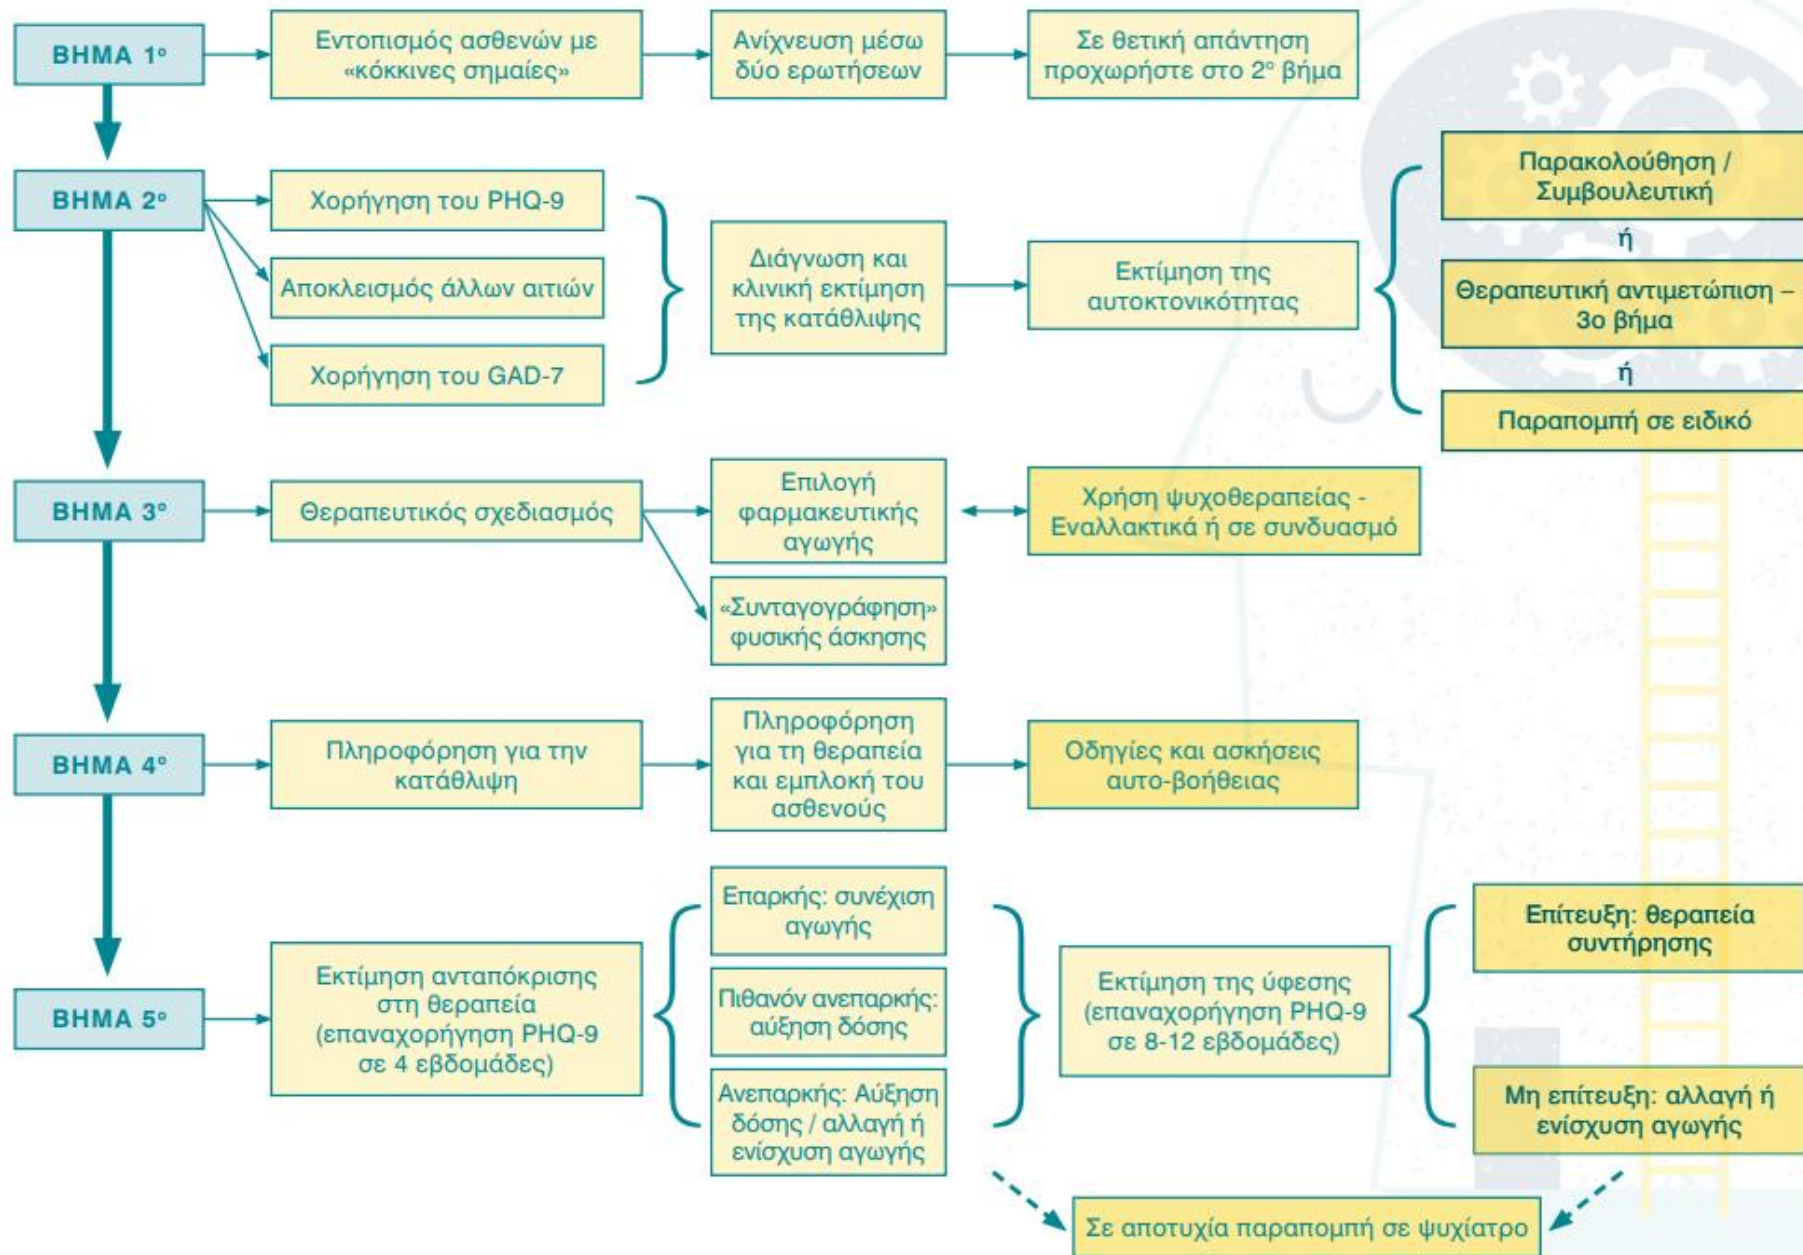 ΒΗΜΑ 1º
Εντοπισμός ασθενών με
«κόκκινες σημαίες»
Ανίχνευση μέσω
δύο ερωτήσεων
Σε θετική απάντηση
προχωρήστε στο 2º βήμα
ΒΗΜΑ 2º
Χορήγηση του PHQ-9
Αποκλεισμός άλλων αιτιών
Χορήγηση του GAD-7
Διάγνωση και
κλινική εκτίμηση
της κατάθλιψης
Εκτίμηση της
αυτοκτονικότητας
Παρακολούθηση /
Συμβουλευτική
ή
Θεραπευτική αντιμετώπιση –
3ο βήμα
ή
Παραπομπή σε ειδικό
ΒΗΜΑ 3º
Θεραπευτικός σχεδιασμός
Επιλογή
φαρμακευτικής
αγωγής
«Συνταγογράφηση»
φυσικής άσκησης
Χρήση ψυχοθεραπείας -
Εναλλακτικά ή σε συνδυασμό
ΒΗΜΑ 4º
Πληροφόρηση για την
κατάθλιψη
Πληροφόρηση
για τη θεραπεία
και εμπλοκή του
ασθενούς
Οδηγίες και ασκήσεις
αυτο-βοήθειας
ΒΗΜΑ 5º
Εκτίμηση ανταπόκρισης
στη θεραπεία
(επαναχορήγηση PHQ-9
σε 4 εβδομάδες)
Επαρκής: συνέχιση
αγωγής
Πιθανόν ανεπαρκής:
αύξηση δόσης
Ανεπαρκής: Αύξηση
δόσης / αλλαγή ή
ενίσχυση αγωγής
Εκτίμηση της ύφεσης
(επαναχορήγηση PHQ-9
σε 8-12 εβδομάδες)
Επίτευξη: θεραπεία
συντήρησης
Μη επίτευξη: αλλαγή ή
ενίσχυση αγωγής
Σε αποτυχία παραπομπή σε ψυχίατρο